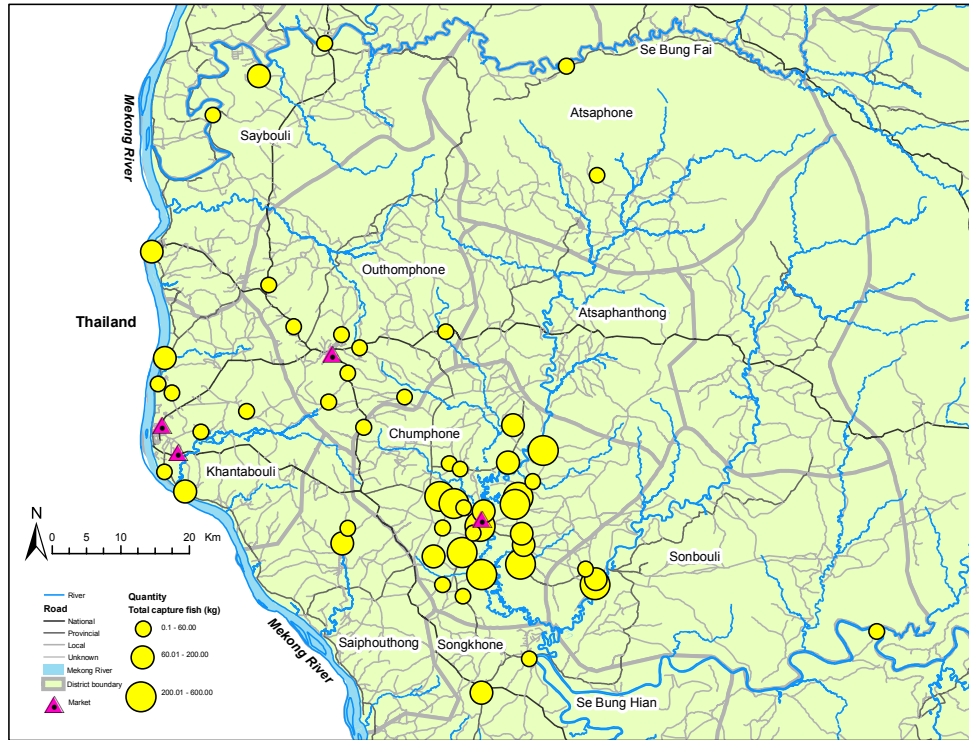 Se Bung Fai
Mekong River
Atsaphone
Saybouli
Outhomphone
Thailand
Atsaphanthong
Chumphone
Khantabouli
N
0 5 10 20 Km
Sonbouli
River
Road
National
Provincial
Local
Unknown
Mekong River
District boundary
Market
Quantity
Total capture fish (kg)
0.1 - 60.00
60.01 - 200.00
200.01 - 600.00
Mekong River
Saiphouthong
Songkhone
Se Bung Hian